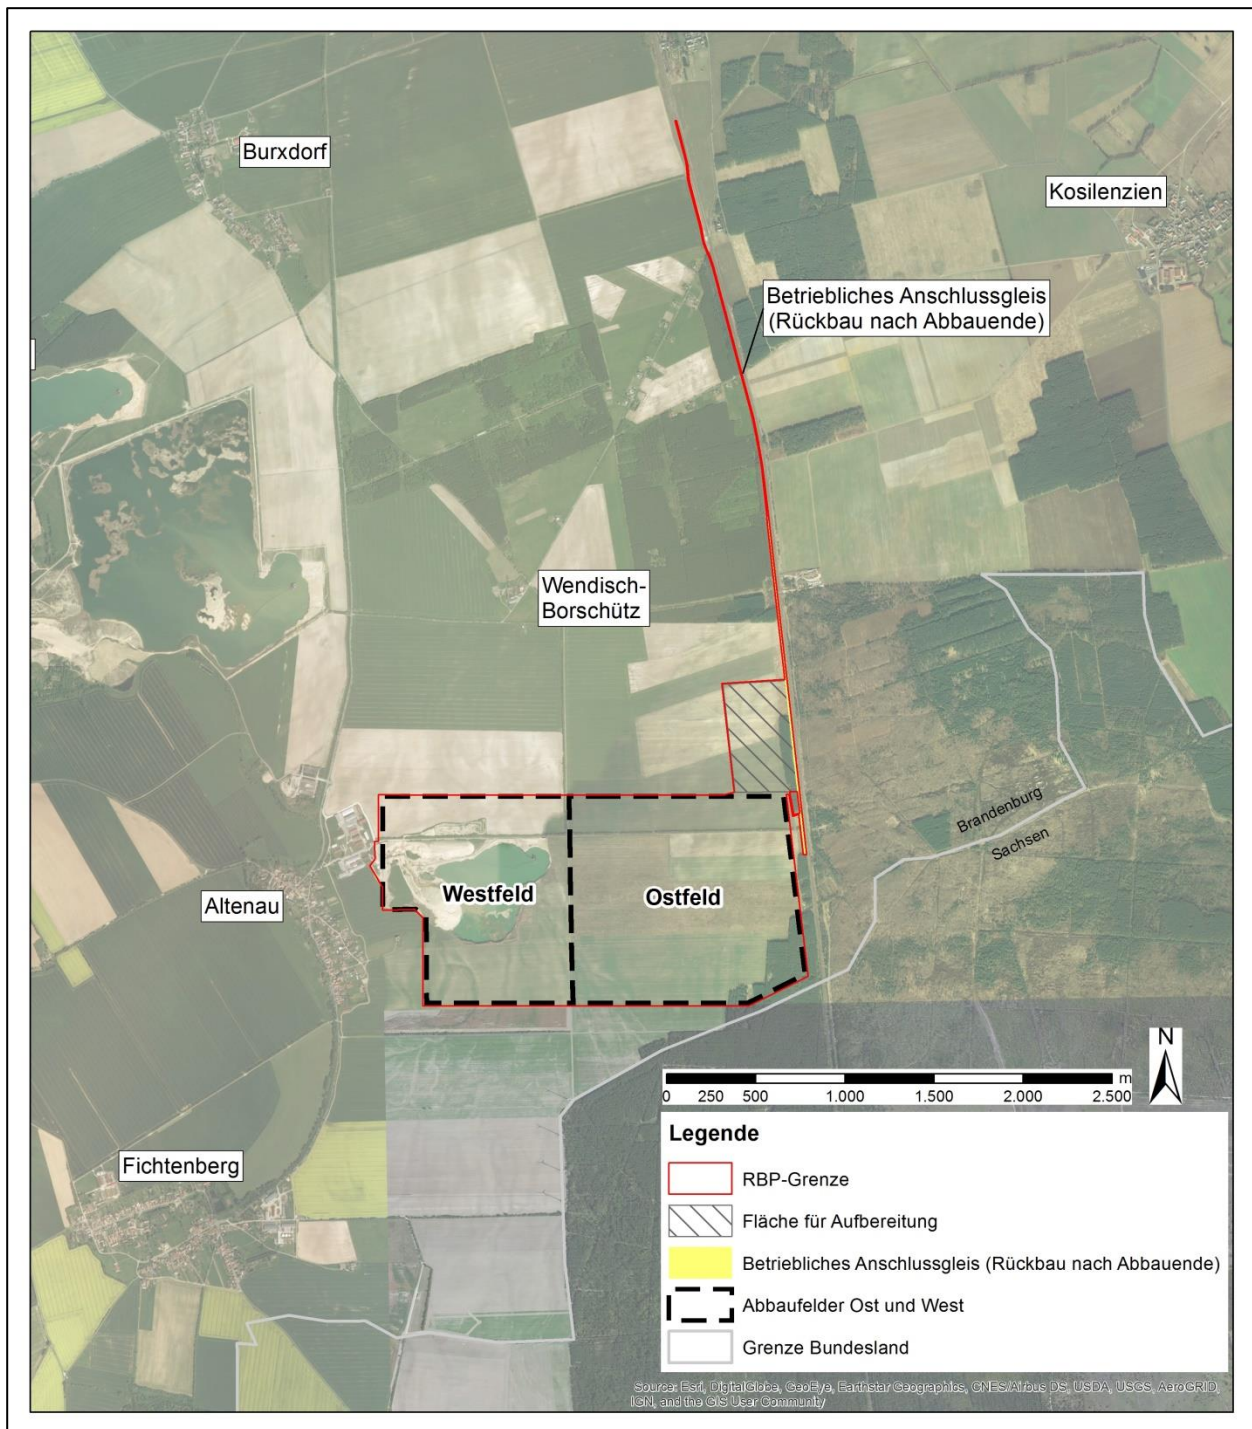 Burxdorf
Kosilenzien
Betriebliches Anschlussgleis
(Rückbau nach Abbauende)
Wendisch-
Borschütz
Brandenburg
Sachsen
Westfeld
Ostfeld
Altenau
Fichtenberg
N
m
0 250 500 1.000 1.500 2.000 2.500
Legende
RBP-Grenze
Fläche für Aufbereitung
Betriebliches Anschlussgleis (Rückbau nach Abbauende)
Abbaufelder Ost und West
Grenze Bundesland
Source: Esri, DigitalGlobe, GeoEye, Earthstar Geographics, CNES/Airbus DS, USDA, USGS, AeroGRID,
IGN, and the GIS User Community